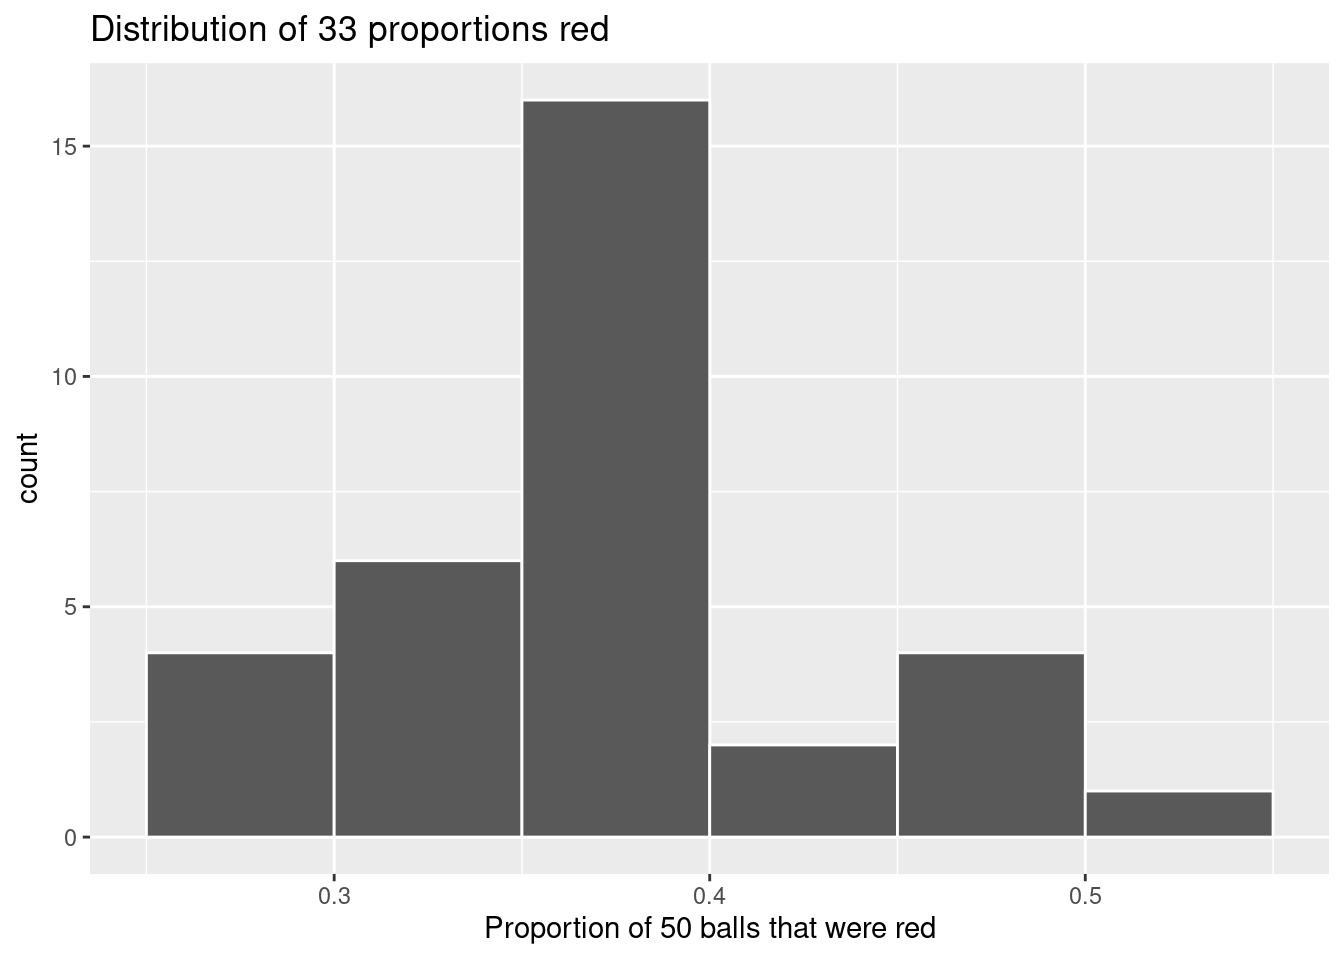 Distribution of 33 proportions red
15
10
5
0
count
0.3 0.4 0.5
Proportion of 50 balls that were red